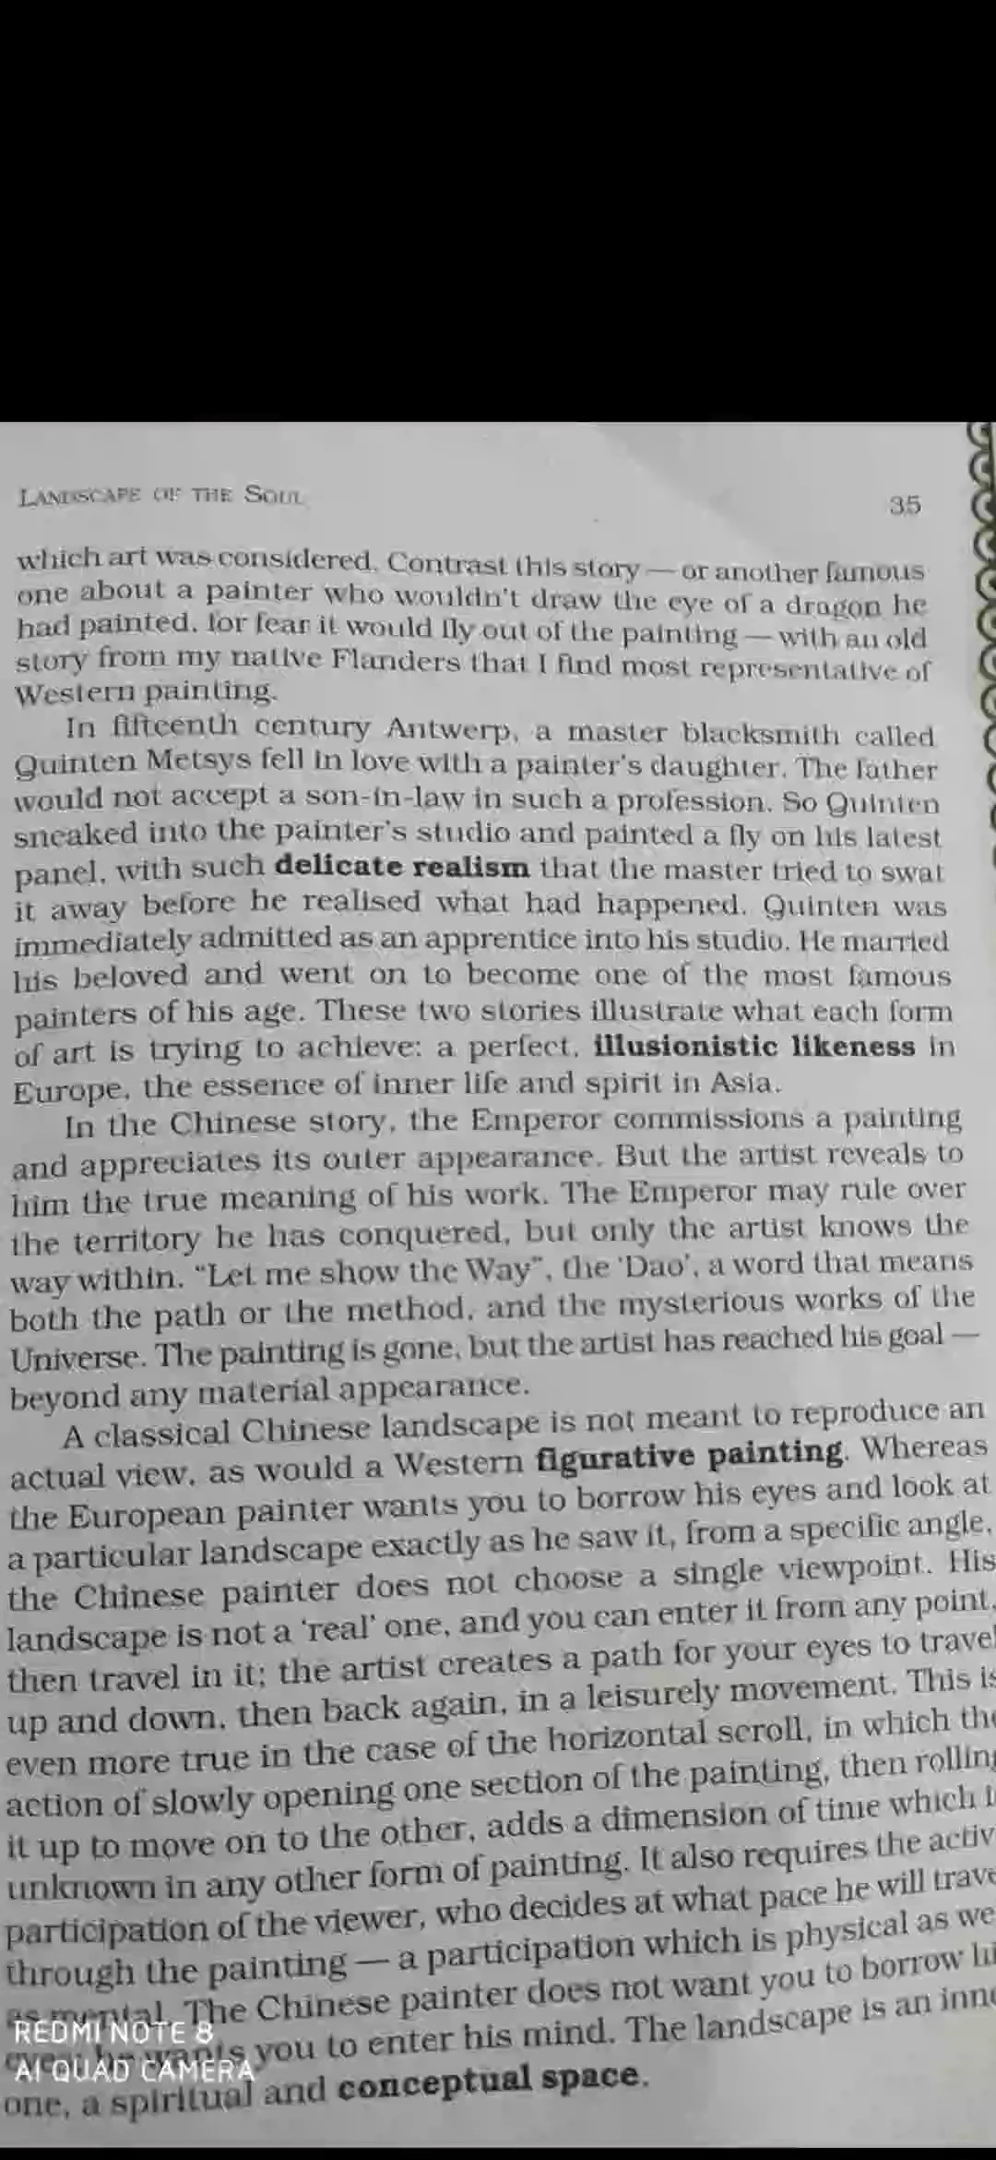 LANDSCAPE OF THE SOUL
35
which art was considered. Contrast this story — or another famous
one about a painter who wouldn't draw the eye of a dragon he
had painted, for fear it would fly out of the painting — with an old
story from my native Flanders that I find most representative of
Western painting.
In fifteenth century Antwerp, a master blacksmith called
Quinten Metsys fell in love with a painter's daughter. The father
would not accept a son-in-law in such a profession. So Quinten
sneaked into the painter's studio and painted a fly on his latest
panel, with such delicate realism that the master tried to swat
it away before he realised what had happened. Quinten was
immediately admitted as an apprentice into his studio. He married
his beloved and went on to become one of the most famous
painters of his age. These two stories illustrate what each form
of art is trying to achieve: a perfect, illusionistic likeness in
Europe, the essence of inner life and spirit in Asia.
In the Chinese story, the Emperor commissions a painting
and appreciates its outer appearance. But the artist reveals to
him the true meaning of his work. The Emperor may rule over
the territory he has conquered, but only the artist knows the
way within. “Let me show the Way”, the ‘Dao’, a word that means
both the path or the method, and the mysterious works of the
Universe. The painting is gone, but the artist has reached his goal —
beyond any material appearance.
A classical Chinese landscape is not meant to reproduce an
actual view, as would a Western figurative painting. Whereas
the European painter wants you to borrow his eyes and look at
a particular landscape exactly as he saw it, from a specific angle,
the Chinese painter does not choose a single viewpoint. His
landscape is not a ‘real’ one, and you can enter it from any point,
then travel in it; the artist creates a path for your eyes to travel
up and down, then back again, in a leisurely movement. This is
even more true in the case of the horizontal scroll, in which the
action of slowly opening one section of the painting, then rolling
it up to move on to the other, adds a dimension of time which i
unknown in any other form of painting. It also requires the activ
participation of the viewer, who decides at what pace he will trave
through the painting — a participation which is physical as we
as mental. The Chinese painter does not want you to borrow hi
eyes; he wants you to enter his mind. The landscape is an inne
one, a spiritual and conceptual space.
REDMI NOTE 8
AI QUAD CAMERA